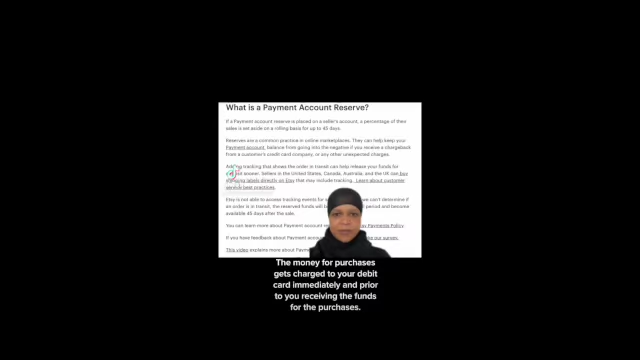 What is a Payment Account Reserve?
If a Payment account reserve is placed on a seller's account, a percentage of their
sales is set aside on a rolling basis for up to 45 days.
Reserves are a common practice in online marketplaces. They can help keep your
Payment account balance from going into the negative if you receive a chargeback
from a customer's credit card company, or any other unexpected charges.
Adding tracking that shows the order in transit can help release your funds for
sooner. Sellers in the United States, Canada, Australia, and the UK can buy
shipping labels directly on Etsy that may include tracking. Learn about customer
service best practices.
Etsy is not able to access tracking events for
if we can't determine if
an order is in transit, the reserved funds will
period and become
available 45 days after the sale.
You can learn more about Payment account
Payments Policy
If you have feedback about Payment
our survey.
This video explains more about
The money for purchases
gets charged to your debit
card immediately and prior
to you receiving the funds
for the purchases.